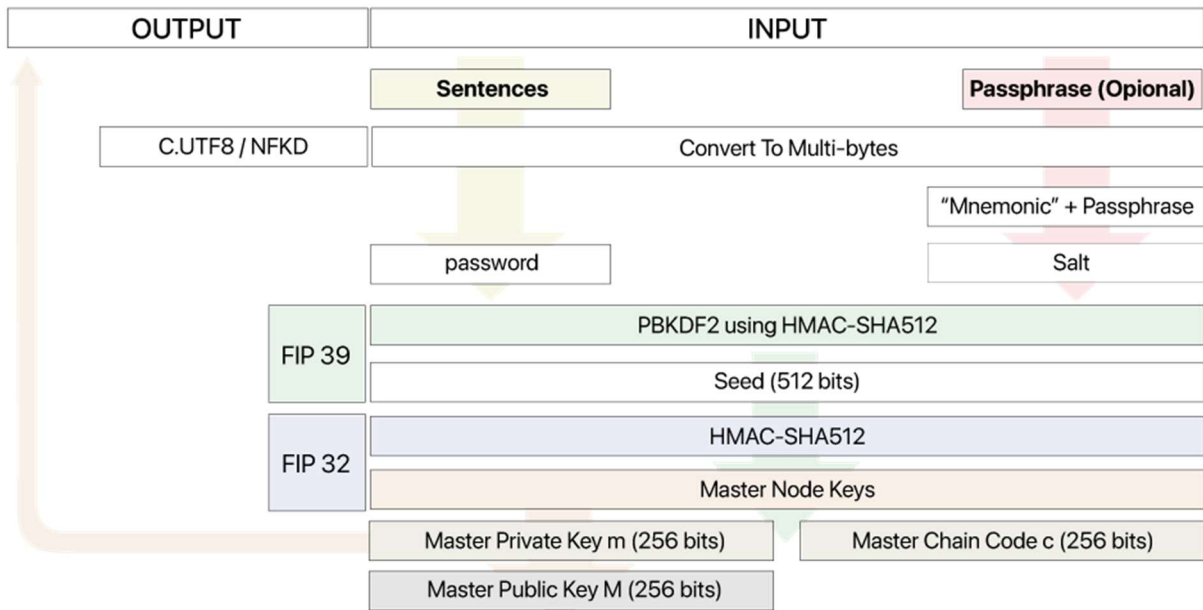 OUTPUT
INPUT
Sentences
Passphrase (Opional)
C.UTF8 / NFKD
Convert To Multi-bytes
“Mnemonic” + Passphrase
password
Salt
FIP 39
PBKDF2 using HMAC-SHA512
Seed (512 bits)
FIP 32
HMAC-SHA512
Master Node Keys
Master Private Key m (256 bits)
Master Chain Code c (256 bits)
Master Public Key M (256 bits)